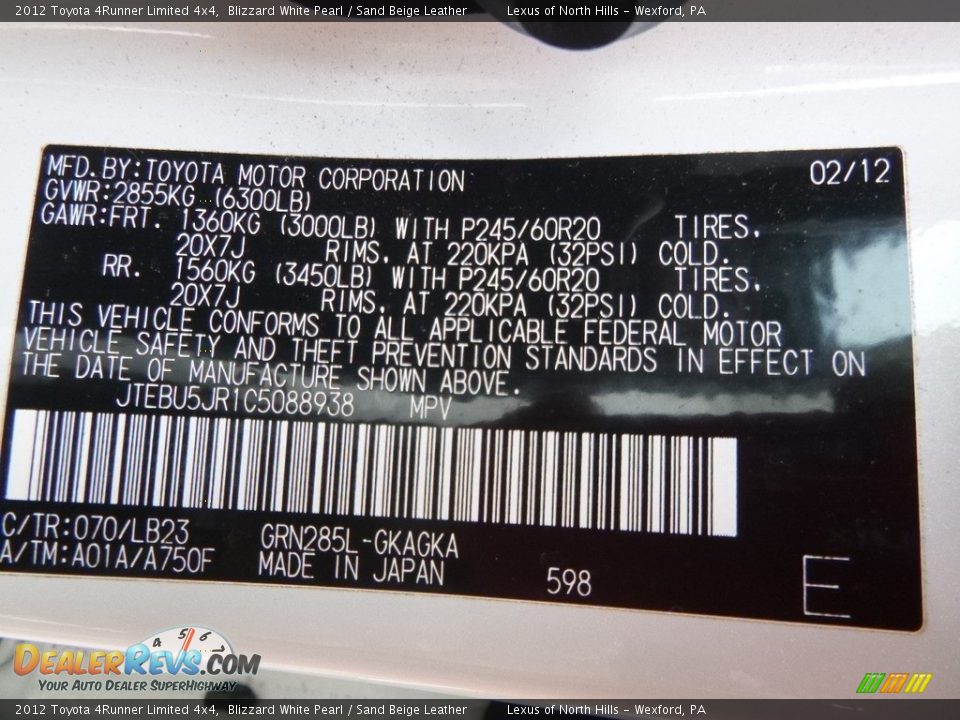 2012 Toyota 4Runner Limited 4x4, Blizzard White Pearl / Sand Beige Leather Lexus of North Hills - Wexford, PA
MFD.BY:TOYOTA MOTOR CORPORATION 02/12
GVWR:2855KG (6300LB)
GAWR:FRT. 1360KG (3000LB) WITH P245/60R20 TIRES,
20X7J RIMS, AT 220KPA (32PSI) COLD.
RR. 1560KG (3450LB) WITH P245/60R20 TIRES,
20X7J RIMS, AT 220KPA (32PSI) COLD.
THIS VEHICLE CONFORMS TO ALL APPLICABLE FEDERAL MOTOR
VEHICLE SAFETY AND THEFT PREVENTION STANDARDS IN EFFECT ON
THE DATE OF MANUFACTURE SHOWN ABOVE.
JTEBU5JR1C5088938 MPV
C/TR:070/LB23 GRN285L-GKAGKA
A/TM:A01A/A750F MADE IN JAPAN
598 E
4 5 6 7
DEALERREVS.COM
YOUR AUTO DEALER SUPERHIGHWAY
2012 Toyota 4Runner Limited 4x4, Blizzard White Pearl / Sand Beige Leather Lexus of North Hills - Wexford, PA